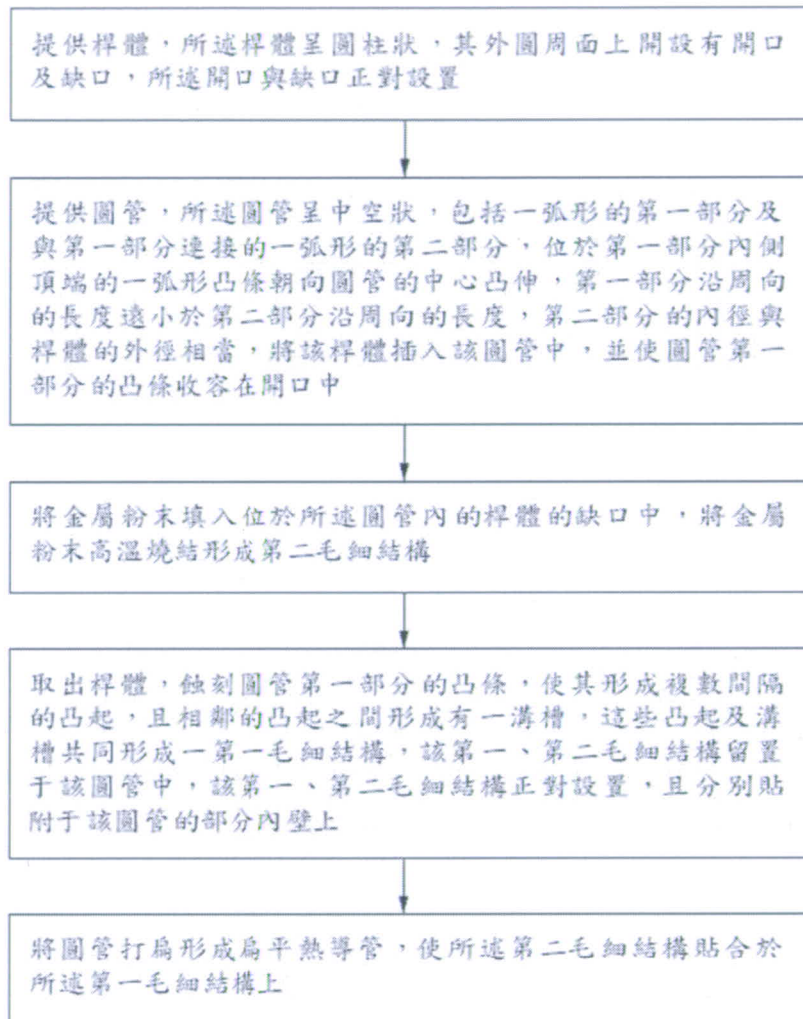 提供桿體，所述桿體呈圓柱狀，其外圓周面上開設有開口
及缺口，所述開口與缺口正對設置
提供圓管，所述圓管呈中空狀，包括一弧形的第一部分及
與第一部分連接的一弧形的第二部分，位於第一部分內側
頂端的一弧形凸條朝向圓管的中心凸伸，第一部分沿周向
的長度遠小於第二部分沿周向的長度，第二部分的內徑與
桿體的外徑相當，將該桿體插入該圓管中，並使圓管第一
部分的凸條收容在開口中
將金屬粉末填入位於所述圓管內的桿體的缺口中，將金屬
粉末高溫燒結形成第二毛細結構
取出桿體，蝕刻圓管第一部分的凸條，使其形成複數間隔
的凸起，且相鄰的凸起之間形成有一溝槽，這些凸起及溝
槽共同形成一第一毛細結構，該第一、第二毛細結構留置
于該圓管中，該第一、第二毛細結構正對設置，且分別貼
附于該圓管的部分內壁上
將圓管打扁形成扁平熱導管，使所述第二毛細結構貼合於
所述第一毛細結構上